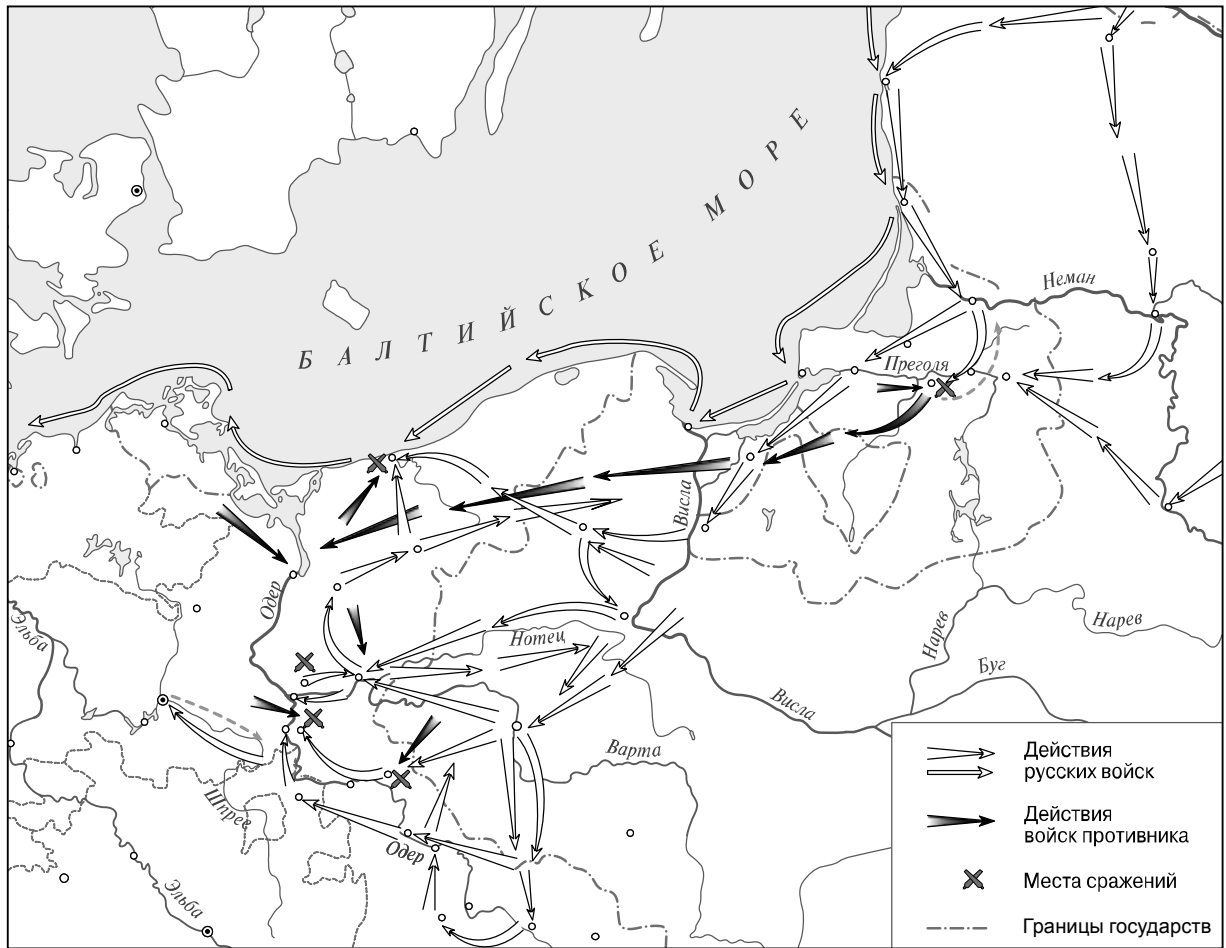 БАЛТИЙСКОЕ МОРЕ
Неман
Преголя
Висла
Одер
Эльба
Нотец
Нарев
Нарев
Буг
Висла
Варта
Шпрее
Одер
Эльба
Действия
русских войск
Действия
войск противника
Места сражений
Границы государств